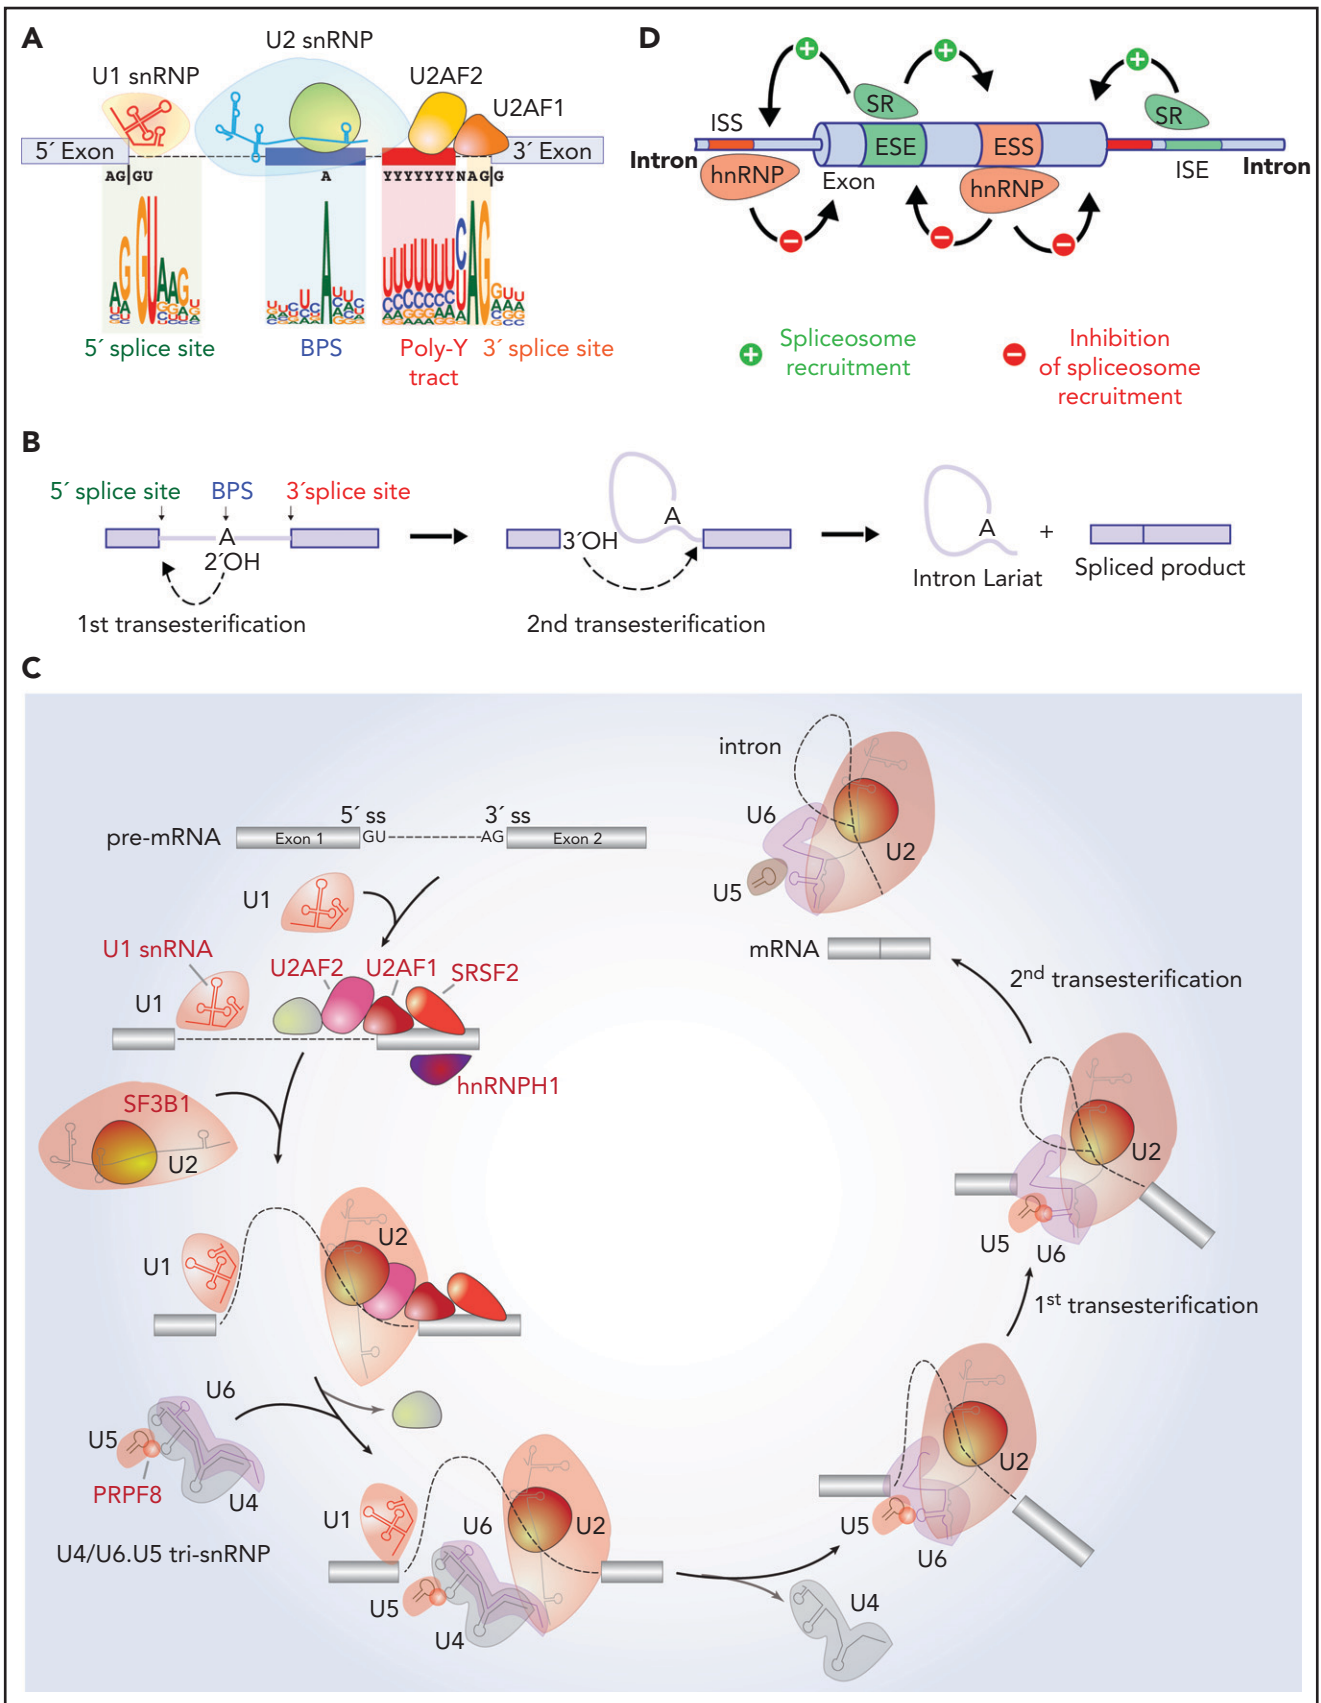 A
U2 snRNP
U1 snRNP
U2AF2
U2AF1
5´ Exon
3´ Exon
AG|GU
A
YYYYYYYNAG|G
5´ splice site
BPS
Poly-Y
tract
3´ splice site
D
SR
SR
ISS
ESE
ESS
Intron
hnRNP
Exon
hnRNP
ISE
Intron
Spliceosome
recruitment
Inhibition
of spliceosome
recruitment
B
5´ splice site
BPS
3´splice site
A
2´OH
1st transesterification
3´OH
A
2nd transesterification
A
Intron Lariat
+
Spliced product
C
pre-mRNA
Exon 1
5´ ss
GU
3´ ss
AG
Exon 2
U1
U1 snRNA
U1
U2AF2
U2AF1
SRSF2
hnRNPH1
SF3B1
U2
U1
U2
U6
U5
PRPF8
U4
U4/U6.U5 tri-snRNP
U1
U6
U2
U5
U4
U4
U2
U5
U6
1st transesterification
U2
U5
U6
2nd transesterification
intron
U6
U2
U5
mRNA